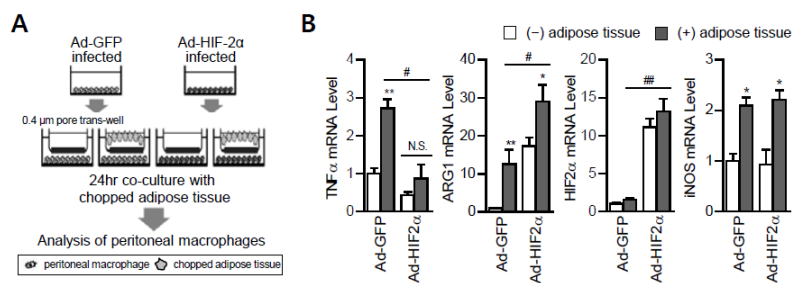 A
Ad-GFP
infected
Ad-HIF-2α
infected
0.4 μm pore trans-well
24hr co-culture with
chopped adipose tissue
Analysis of peritoneal macrophages
peritoneal macrophage
chopped adipose tissue
B
(−) adipose tissue
(+) adipose tissue
TNFα mRNA Level
4
3
2
1
0
**
#
N.S.
Ad-GFP
Ad-HIF2α
ARG1 mRNA Level
40
30
20
10
0
**
#
*
Ad-GFP
Ad-HIF2α
HIF2α mRNA Level
20
15
10
5
0
##
Ad-GFP
Ad-HIF2α
iNOS mRNA Level
3
2
1
0
*
*
Ad-GFP
Ad-HIF2α